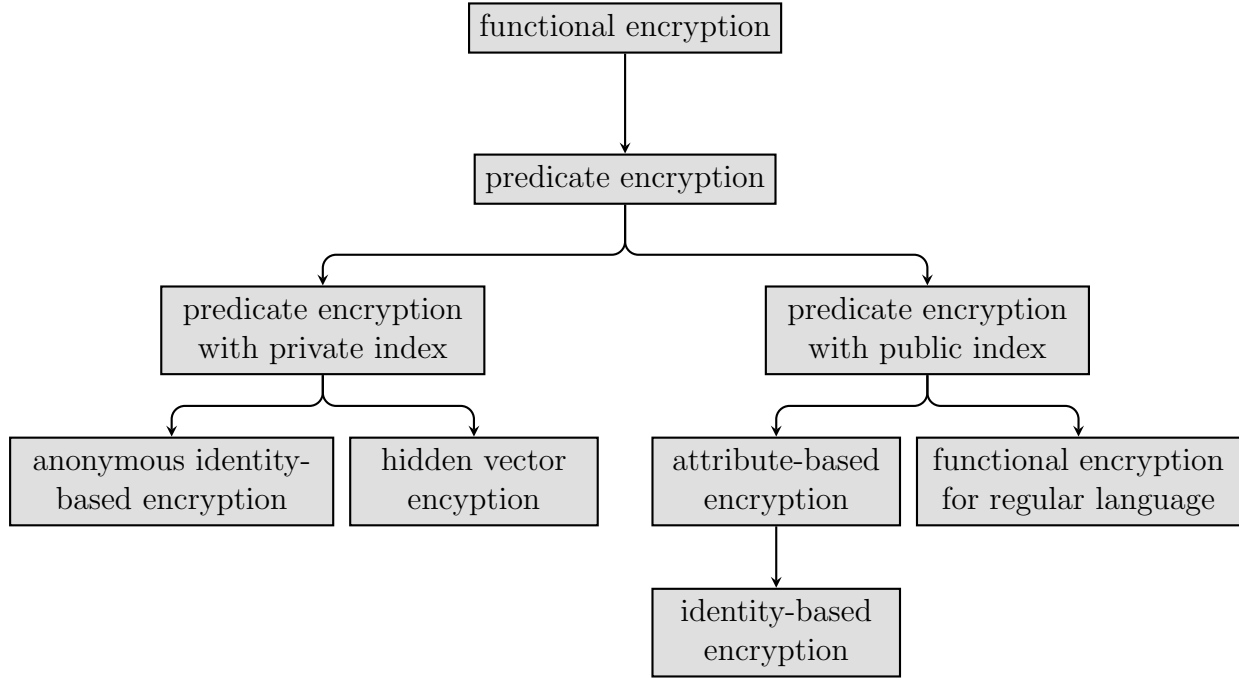 functional encryption
predicate encryption
predicate encryption
with private index
predicate encryption
with public index
anonymous identity-
based encryption
hidden vector
encyption
attribute-based
encryption
functional encryption
for regular language
identity-based
encryption